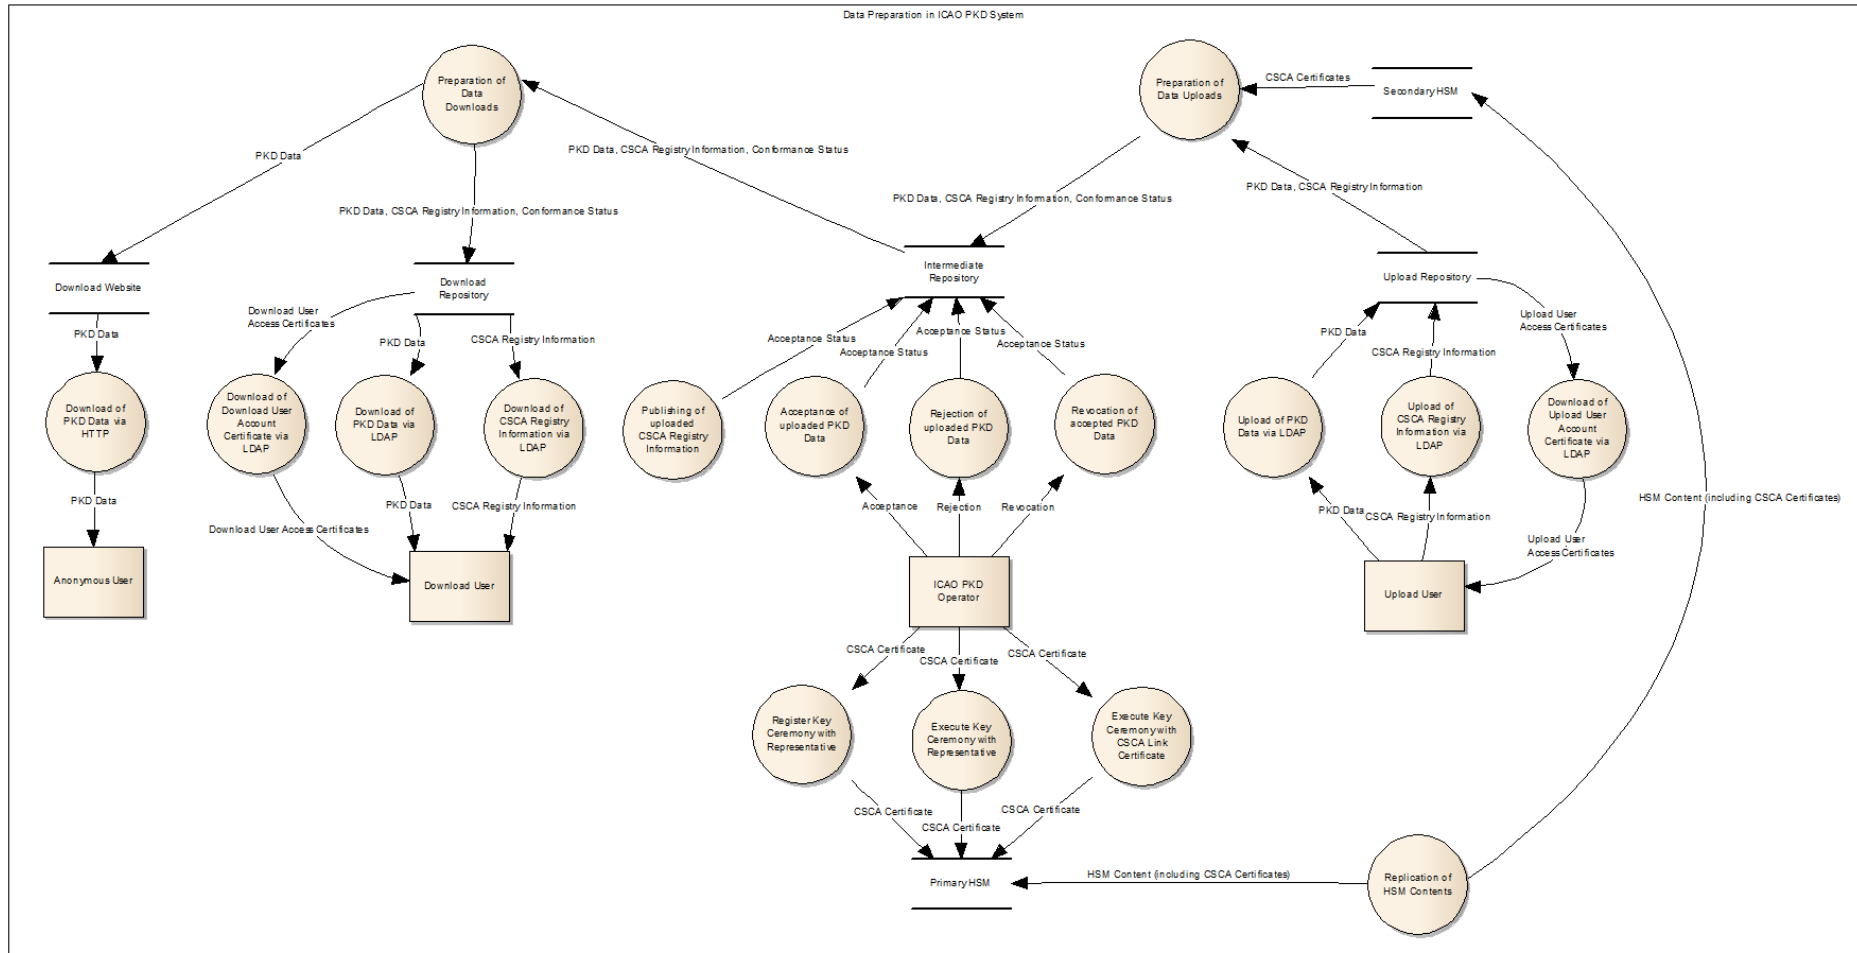 Data Preparation in ICAO PKD System
Preparation of
Data
Downloads
Preparation of
Data Uploads
CSCA Certificates
Secondary HSM
PKD Data
PKD Data, CSCA Registry Information, Conformance Status
PKD Data, CSCA Registry Information
PKD Data, CSCA Registry Information, Conformance Status
PKD Data, CSCA Registry Information, Conformance Status
Download Website
Download
Repository
Intermediate
Repository
Upload Repository
Download User
Access Certificates
PKD Data
PKD Data
CSCA Registry Information
Acceptance Status
Acceptance Status
Acceptance Status
Acceptance Status
PKD Data
CSCA Registry Information
Upload User
Access Certificates
Download of
PKD Data via
HTTP
Download of
Download User
Account
Certificate via
LDAP
Download of
PKD Data via
LDAP
Download of
CSCA Registry
Information via
LDAP
Publishing of
uploaded
CSCA Registry
Information
Acceptance of
uploaded PKD
Data
Rejection of
uploaded PKD
Data
Revocation of
accepted PKD
Data
Upload of PKD
Data via LDAP
Upload of
CSCA Registry
Information via
LDAP
Download of
Upload User
Account
Certificate via
LDAP
HSM Content (including CSCA Certificates)
PKD Data
Download User Access Certificates
PKD Data
CSCA Registry Information
Acceptance
Rejection
Revocation
PKD Data
CSCA Registry Information
Upload User
Access Certificates
Anonymous User
Download User
ICAO PKD
Operator
Upload User
CSCA Certificate
CSCA Certificate
CSCA Certificate
Register Key
Ceremony with
Representative
Execute Key
Ceremony with
Representative
Execute Key
Ceremony with
CSCA Link
Certificate
CSCA Certificate
CSCA Certificate
CSCA Certificate
Primary HSM
HSM Content (including CSCA Certificates)
Replication of
HSM Contents